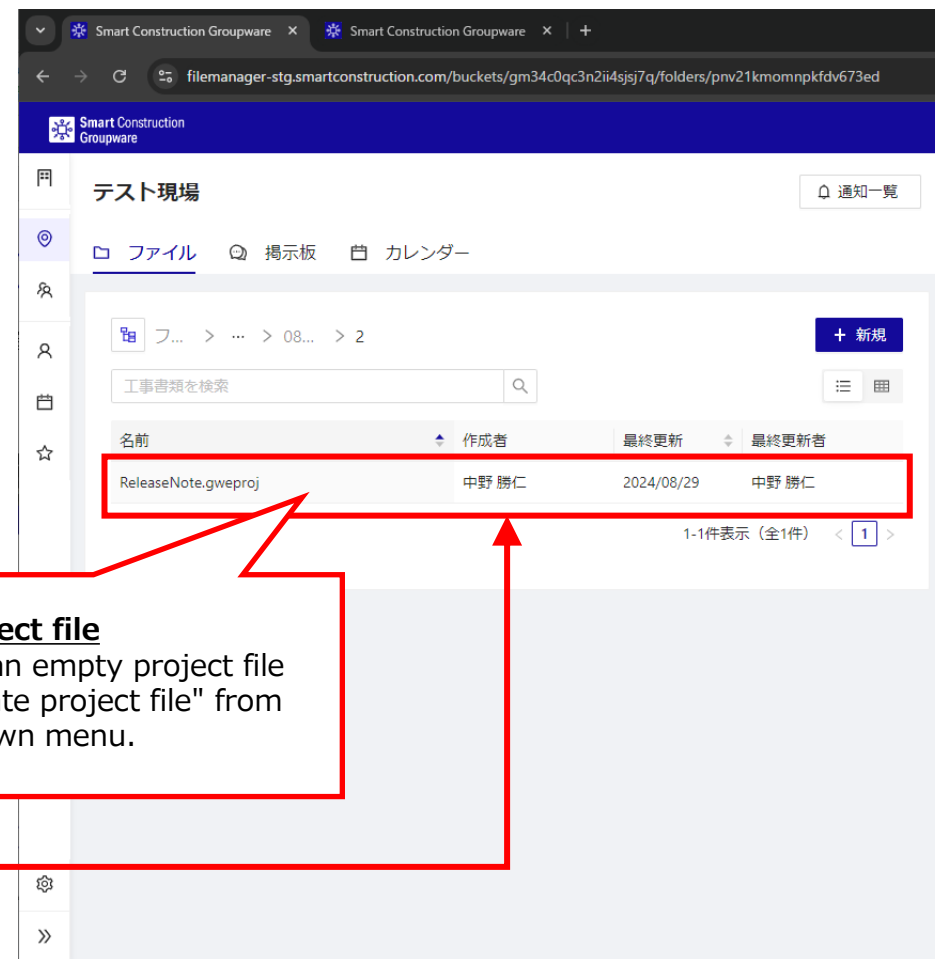 Smart Construction Groupware
Smart Construction Groupware
filemanager-stg.smartconstruction.com/buckets/gm34c0qc3n2ii4sjsj7q/folders/pnv21kmomnpkfdv673ed
Smart Construction
Groupware
テスト現場
通知一覧
ファイル 掲示板 カレンダー
フ... > ... > 08... > 2
+ 新規
工事書類を検索
名前 作成者 最終更新 最終更新者
ReleaseNote.gweproj 中野 勝仁 2024/08/29 中野 勝仁
1-1件表示（全1件） < 1 >
ect file
an empty project file
te project file" from
wn menu.